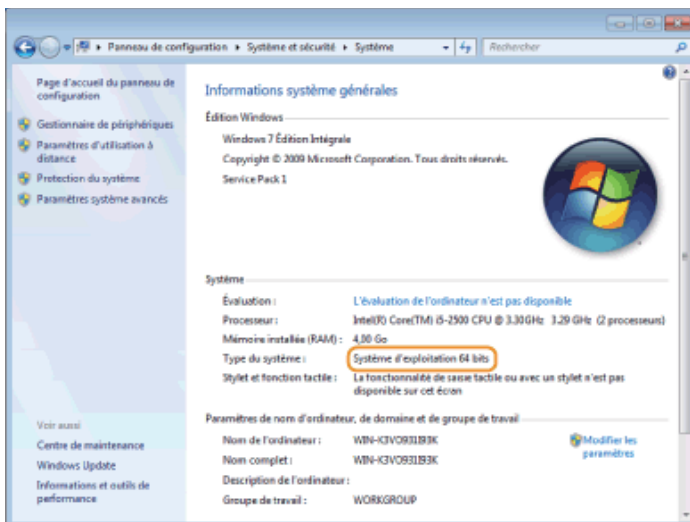 Panneau de configuration ▸ Système et sécurité ▸ Système
Rechercher
Page d'accueil du panneau de
configuration
Gestionnaire de périphériques
Paramètres d'utilisation à
distance
Protection du système
Paramètres système avancés
Informations système générales
Édition Windows
Windows 7 Édition Intégrale
Copyright © 2009 Microsoft Corporation. Tous droits réservés.
Service Pack 1
Système
Évaluation : L'évaluation de l'ordinateur n'est pas disponible
Processeur : Intel(R) Core(TM) i5-2500 CPU @ 3.30GHz 3.29 GHz (2 processeurs)
Mémoire installée (RAM) : 4,00 Go
Type du système : Système d'exploitation 64 bits
Stylet et fonction tactile : La fonctionnalité de saisie tactile ou avec un stylet n'est pas
disponible sur cet écran
Paramètres de nom d'ordinateur, de domaine et de groupe de travail
Nom de l'ordinateur : WIN-K3VO931I93K
Modifier les
paramètres
Nom complet : WIN-K3VO931I93K
Description de l'ordinateur :
Groupe de travail : WORKGROUP
Voir aussi
Centre de maintenance
Windows Update
Informations et outils de
performance